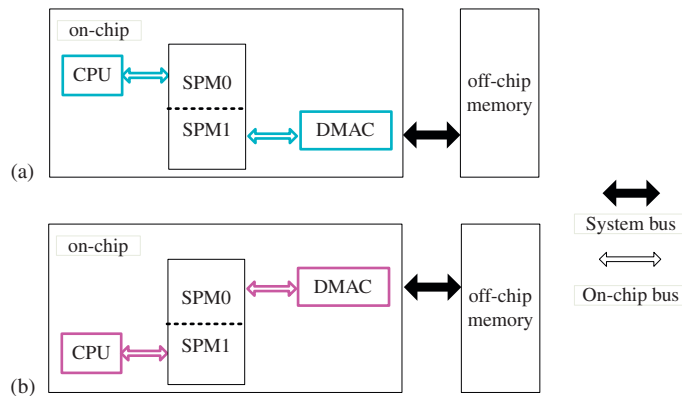 on-chip
CPU
SPM0
SPM1
DMAC
off-chip
memory
(a)
on-chip
CPU
SPM0
SPM1
DMAC
off-chip
memory
(b)
System bus
On-chip bus